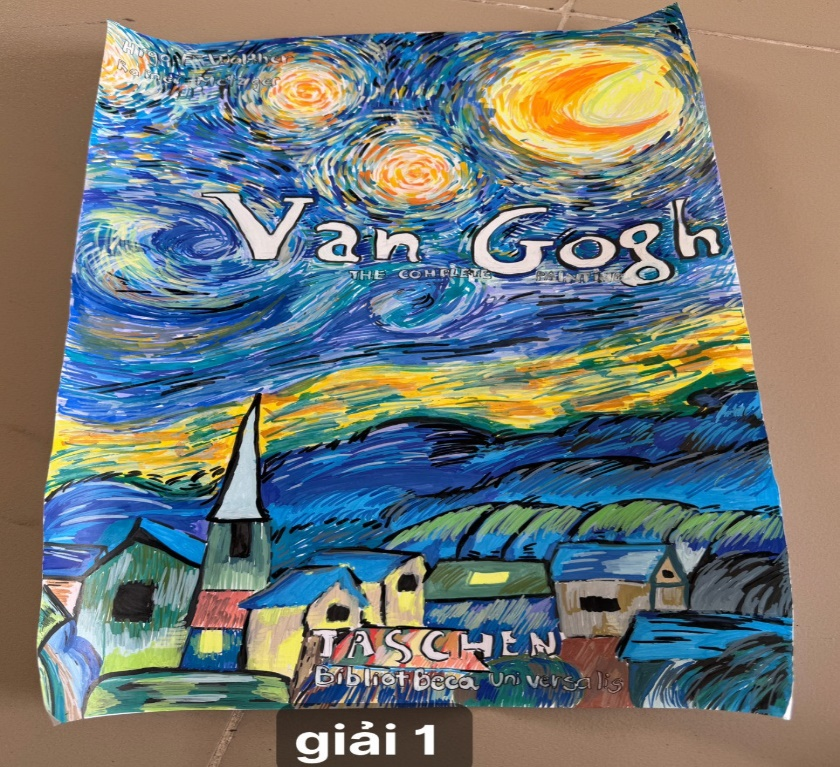 Van Gogh
THE COMPLETE
TASCHEN
Bibliotheca universalis
giải 1